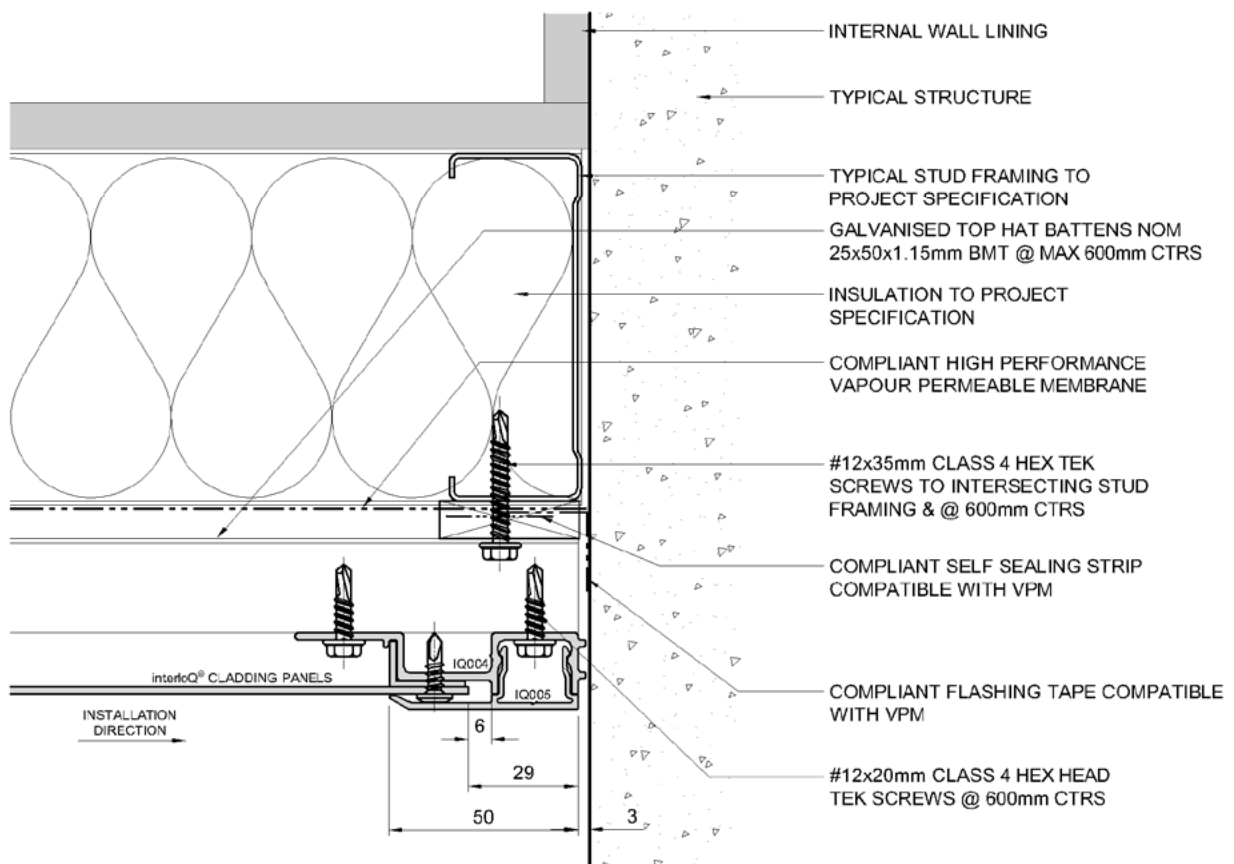 INTERNAL WALL LINING
TYPICAL STRUCTURE
TYPICAL STUD FRAMING TO
PROJECT SPECIFICATION
GALVANISED TOP HAT BATTENS NOM
25x50x1.15mm BMT @ MAX 600mm CTRS
INSULATION TO PROJECT
SPECIFICATION
COMPLIANT HIGH PERFORMANCE
VAPOUR PERMEABLE MEMBRANE
#12x35mm CLASS 4 HEX TEK
SCREWS TO INTERSECTING STUD
FRAMING & @ 600mm CTRS
COMPLIANT SELF SEALING STRIP
COMPATIBLE WITH VPM
COMPLIANT FLASHING TAPE COMPATIBLE
WITH VPM
#12x20mm CLASS 4 HEX HEAD
TEK SCREWS @ 600mm CTRS
IQ004
interloQ® CLADDING PANELS
IQ005
INSTALLATION
DIRECTION
6
29
50
3